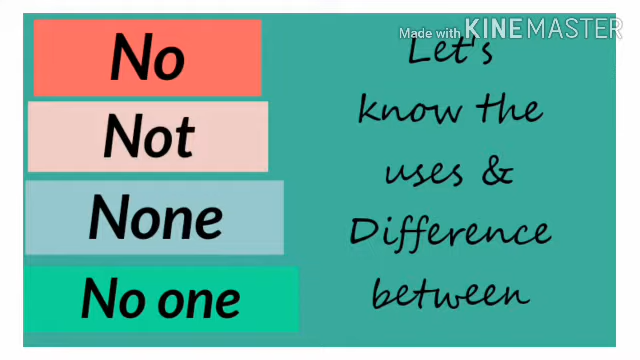 Made with KINEMASTER
No
Not
None
No one
Let's
know the
uses &
Difference
between